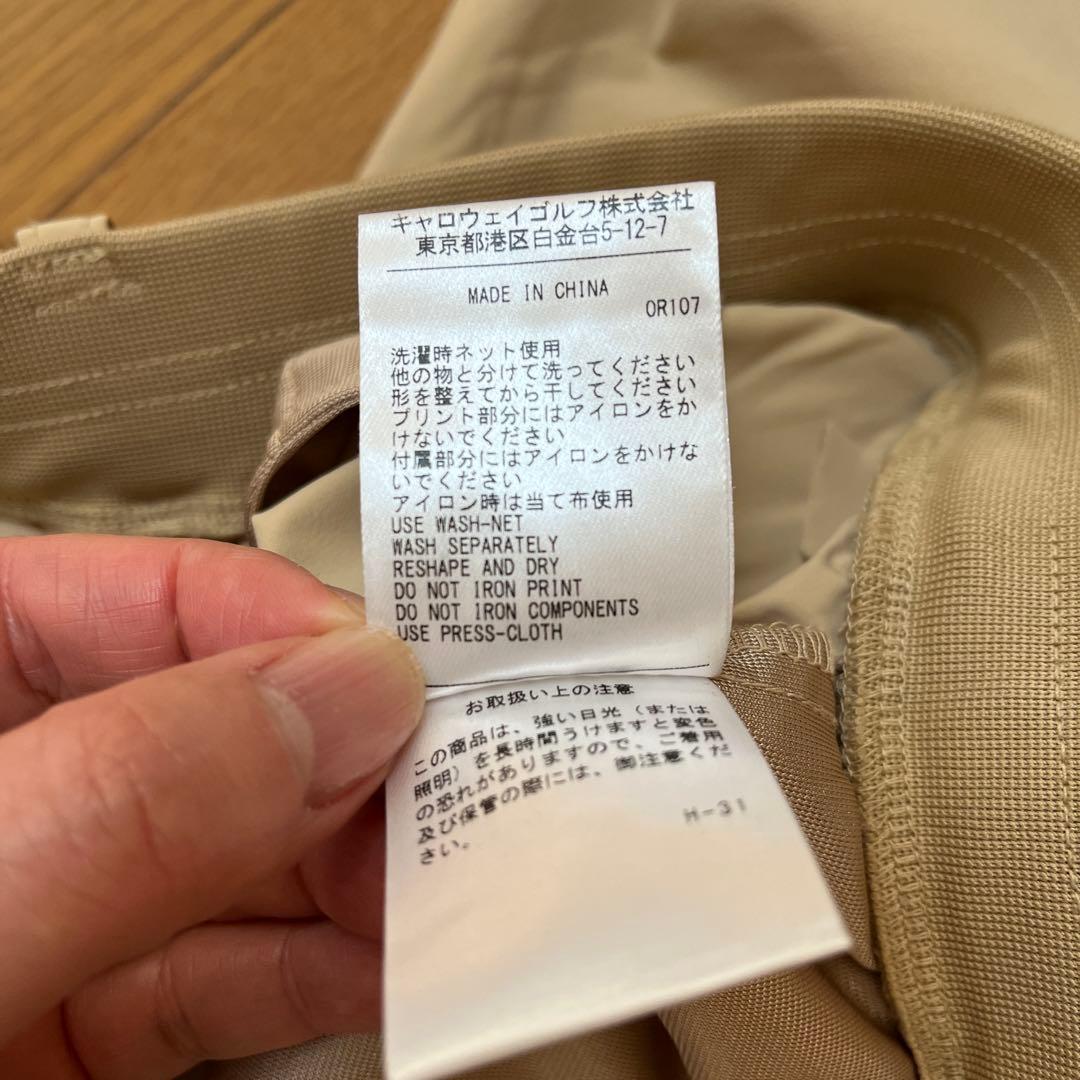 キャロウェイゴルフ株式会社
東京都港区白金台5-12-7
MADE IN CHINA
OR107
洗濯時ネット使用
他の物と分けて洗ってください
形を整えてから干してください
プリント部分にはアイロンをか
けないでください
付属部分にはアイロンをかけな
いでください
アイロン時は当て布使用
USE WASH-NET
WASH SEPARATELY
RESHAPE AND DRY
DO NOT IRON PRINT
DO NOT IRON COMPONENTS
USE PRESS-CLOTH
お取扱い上の注意
この商品は、強い日光（または
照明）を長時間うけますと変色
の恐れがありますので、ご着用
及び保管の際には、御注意くだ
さい。
H-31